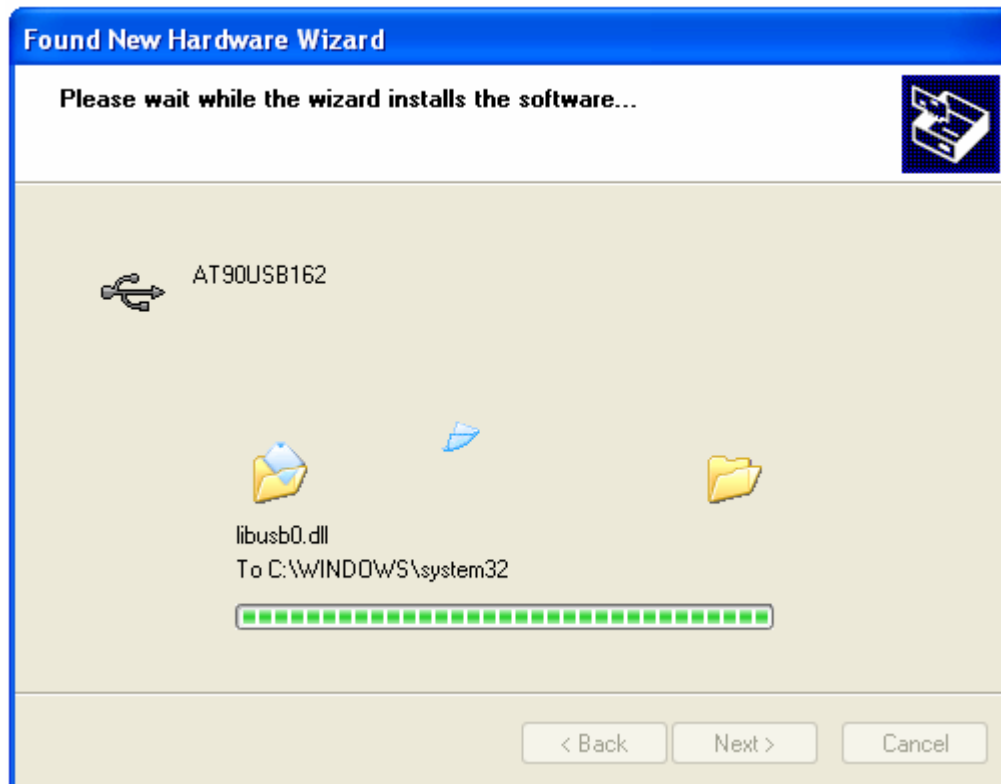 Found New Hardware Wizard
Please wait while the wizard installs the software...
AT90USB162
libusb0.dll
To C:\WINDOWS\system32
< Back
Next >
Cancel